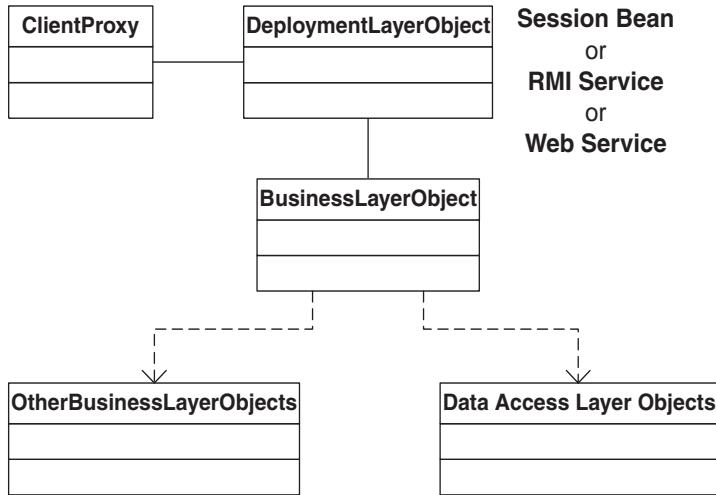 ClientProxy
DeploymentLayerObject
Session Bean
or
RMI Service
or
Web Service
BusinessLayerObject
OtherBusinessLayerObjects
Data Access Layer Objects